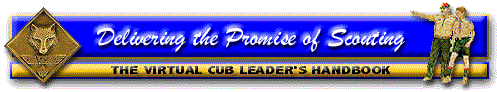 Delivering the Promise of Scouting
THE VIRTUAL CUB LEADER'S HANDBOOK